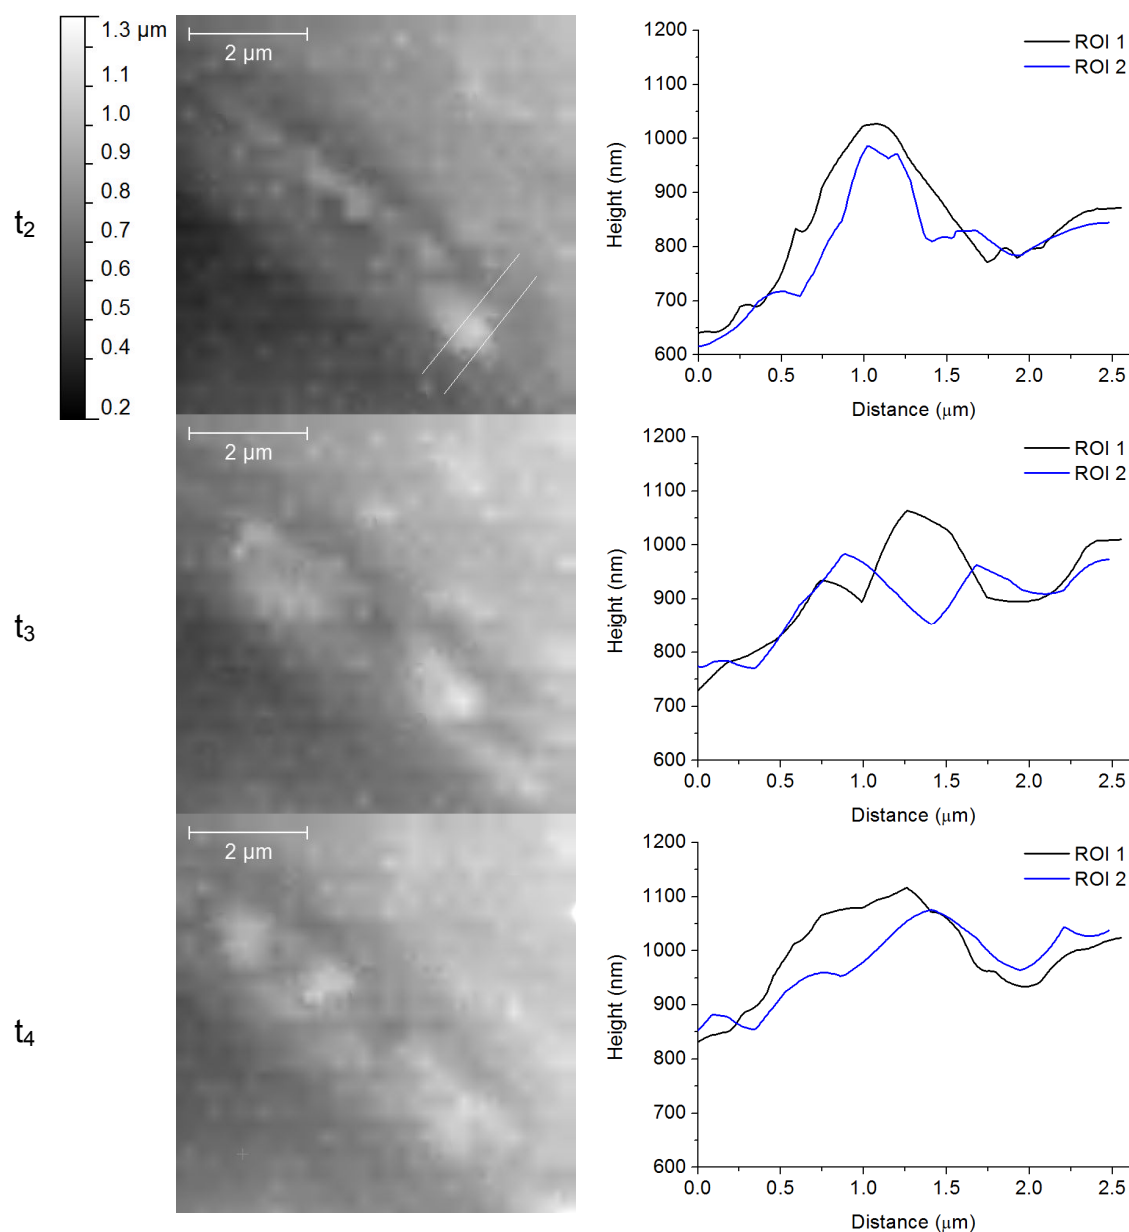 1.3 µm
1.1
1.0
0.9
0.8
0.7
0.6
0.5
0.4
0.2
t2
2 µm
1200
1100
1000
900
800
700
600
Height (nm)
ROI 1
ROI 2
0.0 0.5 1.0 1.5 2.0 2.5
Distance (µm)
t3
2 µm
1200
1100
1000
900
800
700
600
Height (nm)
ROI 1
ROI 2
0.0 0.5 1.0 1.5 2.0 2.5
Distance (µm)
t4
2 µm
1200
1100
1000
900
800
700
600
Height (nm)
ROI 1
ROI 2
0.0 0.5 1.0 1.5 2.0 2.5
Distance (µm)